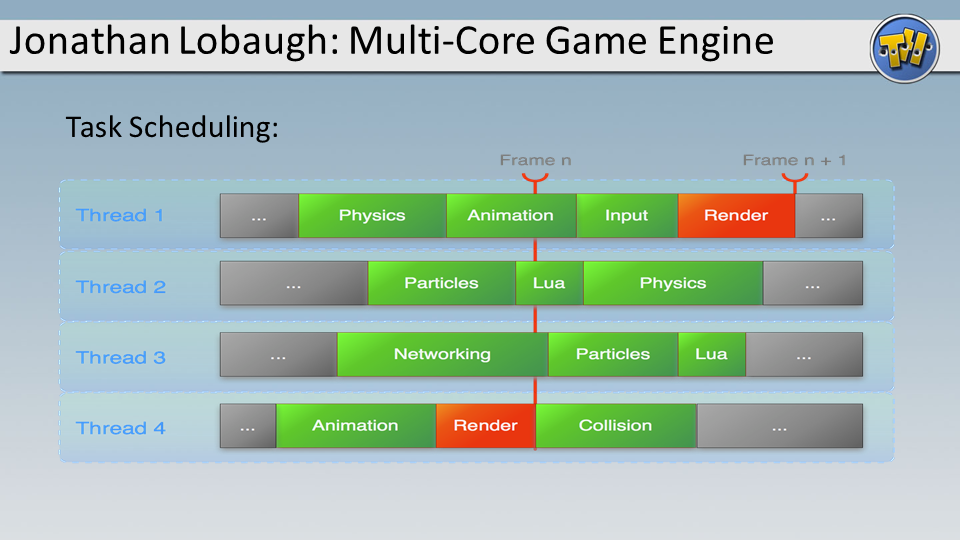 Jonathan Lobaugh: Multi-Core Game Engine
TH
Task Scheduling:
Frame n
Frame n + 1
Thread 1
... Physics Animation Input Render ...
Thread 2
... Particles Lua Physics ...
Thread 3
... Networking Particles Lua ...
Thread 4
... Animation Render Collision ...